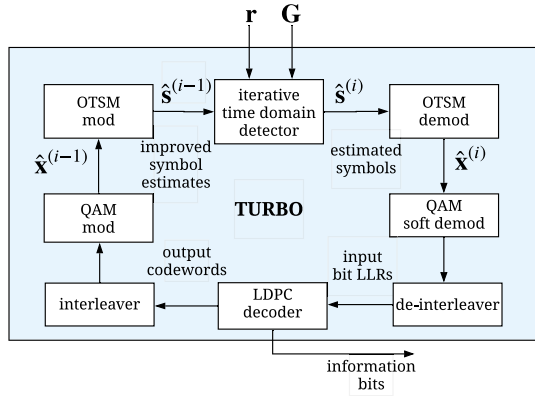 r G
ŝ^(i−1)
iterative
time domain
detector
ŝ^(i)
OTSM
mod
OTSM
demod
improved
symbol
estimates
estimated
symbols
x̂^(i−1)
x̂^(i)
TURBO
QAM
mod
QAM
soft demod
output
codewords
input
bit LLRs
interleaver
LDPC
decoder
de-interleaver
information
bits